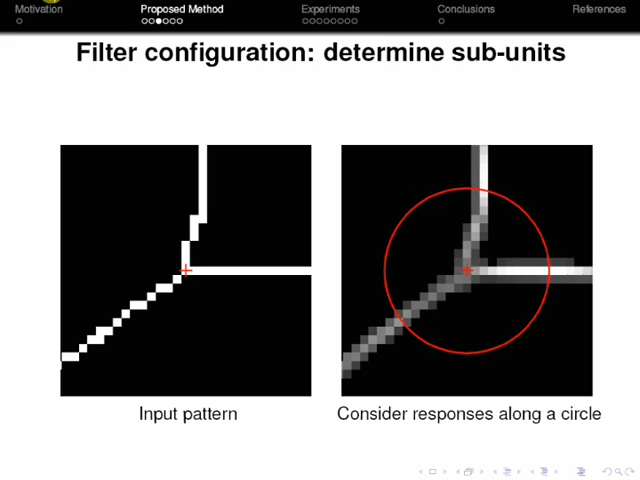 Motivation Proposed Method Experiments Conclusions References
Filter configuration: determine sub-units
Input pattern
Consider responses along a circle